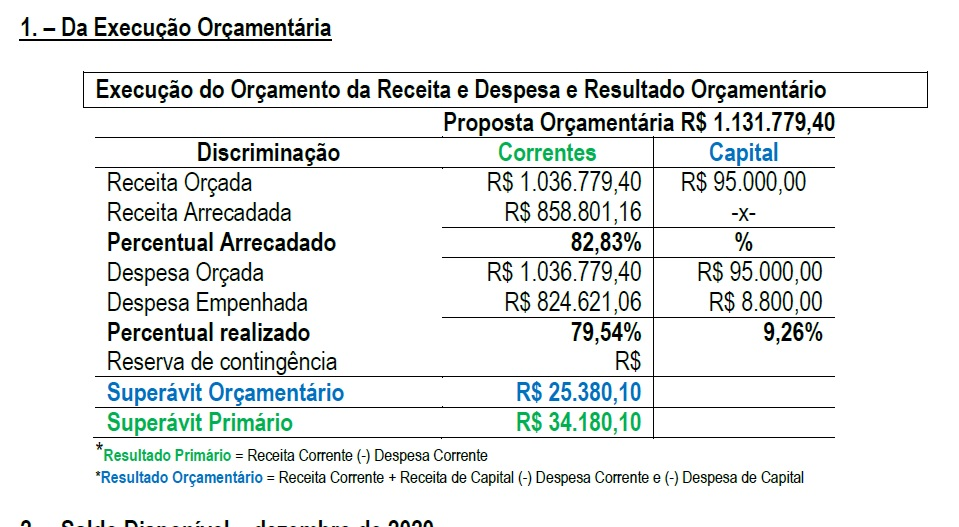 1. – Da Execução Orçamentária
Execução do Orçamento da Receita e Despesa e Resultado Orçamentário
Proposta Orçamentária R$ 1.131.779,40
Discriminação Correntes Capital
Receita Orçada R$ 1.036.779,40 R$ 95.000,00
Receita Arrecadada R$ 858.801,16 -x-
Percentual Arrecadado 82,83% %
Despesa Orçada R$ 1.036.779,40 R$ 95.000,00
Despesa Empenhada R$ 824.621,06 R$ 8.800,00
Percentual realizado 79,54% 9,26%
Reserva de contingência R$
Superávit Orçamentário R$ 25.380,10
Superávit Primário R$ 34.180,10
*Resultado Primário = Receita Corrente (-) Despesa Corrente
*Resultado Orçamentário = Receita Corrente + Receita de Capital (-) Despesa Corrente e (-) Despesa de Capital
2. – Saldo Disponível – dezembro de 2020